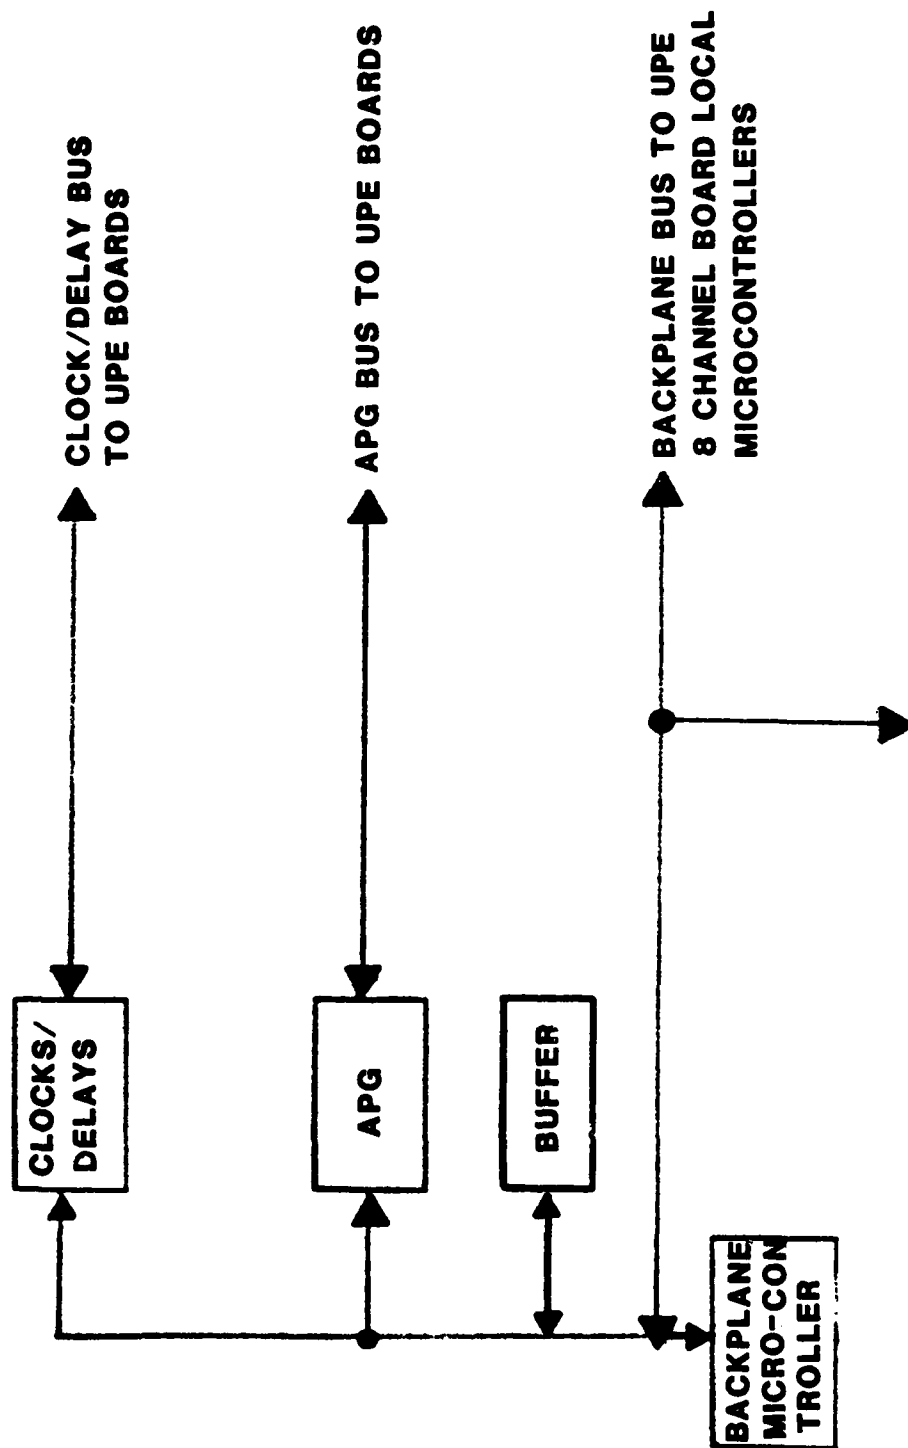 CLOCKS/
DELAYS
CLOCK/DELAY BUS
TO UPE BOARDS
APG
APG BUS TO UPE BOARDS
BUFFER
BACKPLANE
MICRO-CON
TROLLER
BACKPLANE BUS TO UPE
8 CHANNEL BOARD LOCAL
MICROCONTROLLERS